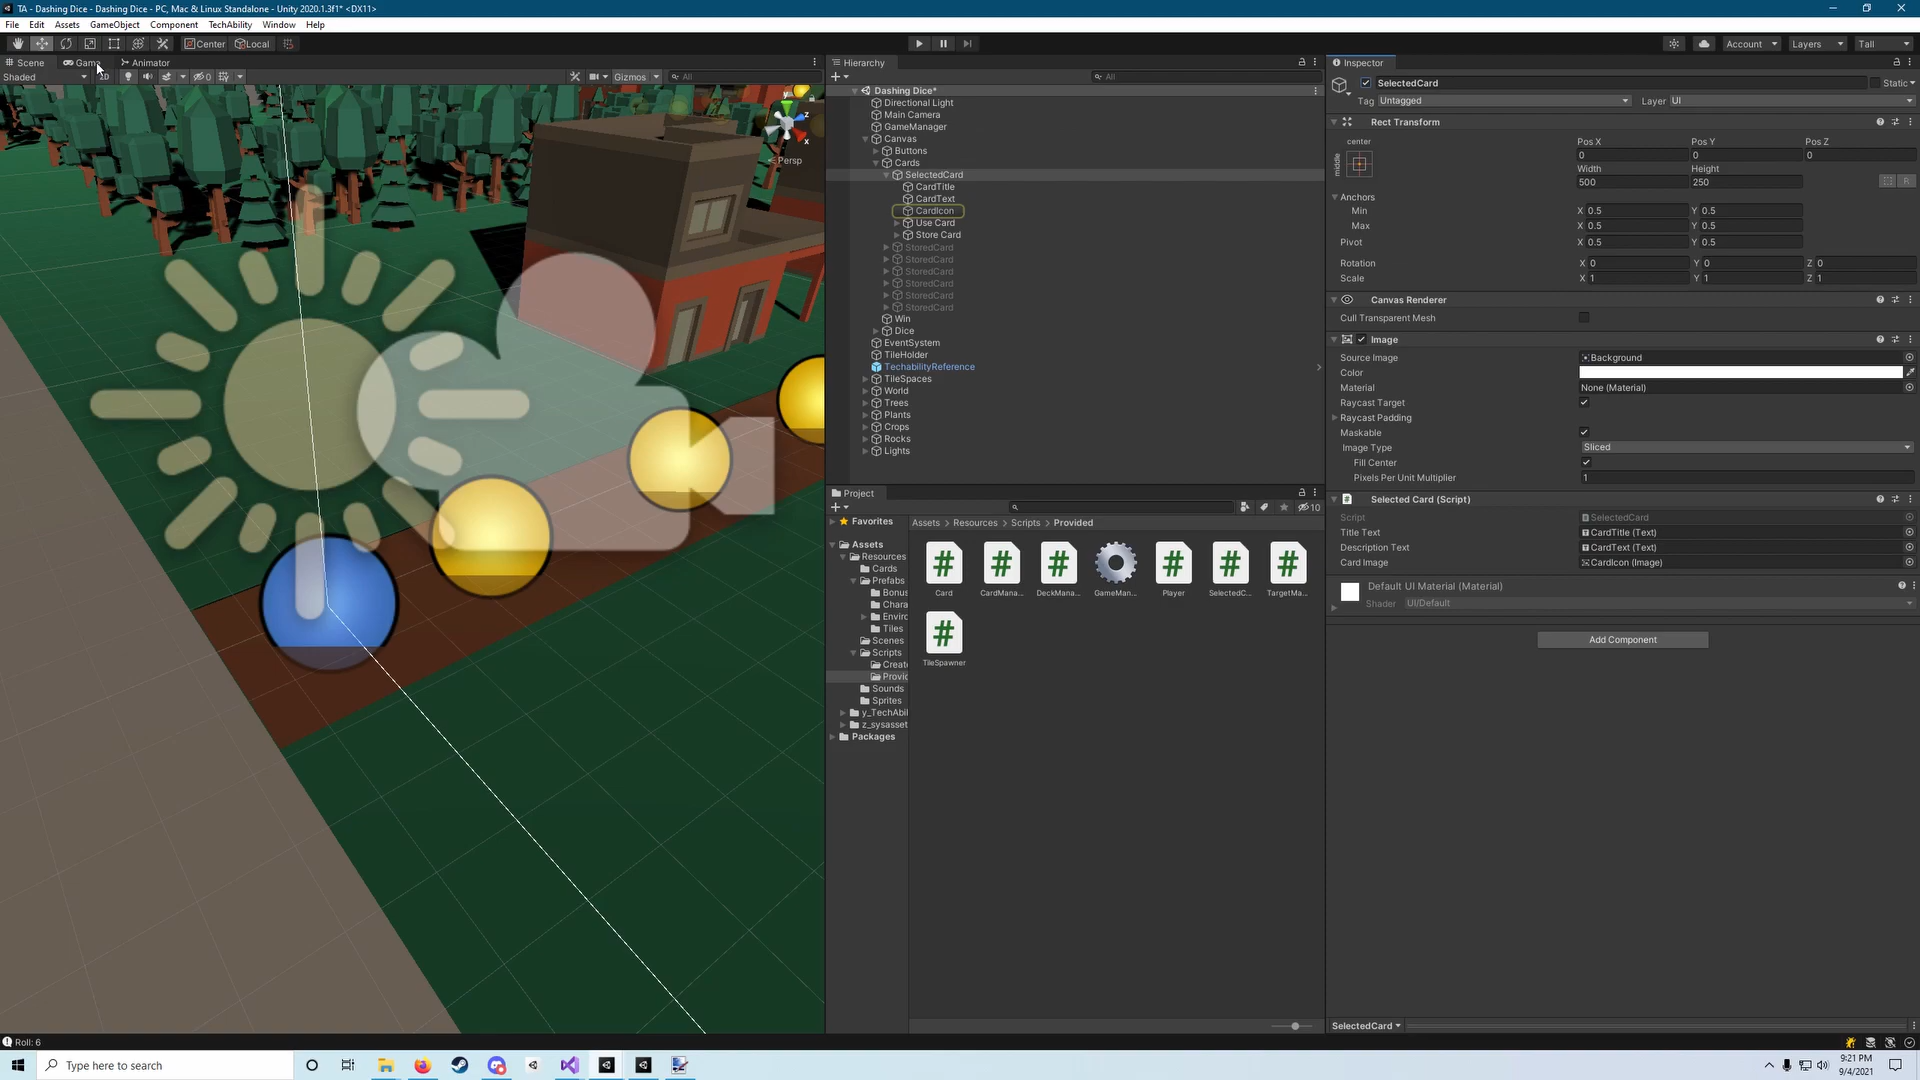 TA - Dashing Dice - Dashing Dice - PC, Mac & Linux Standalone - Unity 2020.1.3f1* <DX11>
File Edit Assets GameObject Component TechAbility Window Help
Center Local Account Layers Tall
Scene Game Animator
Shaded 2D 0 Gizmos All
Persp
Hierarchy
All
Dashing Dice*
Directional Light
Main Camera
GameManager
Canvas
Buttons
Cards
SelectedCard
CardTitle
CardText
CardIcon
Use Card
Store Card
StoredCard
StoredCard
StoredCard
StoredCard
StoredCard
StoredCard
Win
Dice
EventSystem
TileHolder
TechabilityReference
TileSpaces
World
Trees
Plants
Crops
Rocks
Lights
Project
10
Favorites
Assets
Resources
Cards
Prefabs
Bonus
Chara
Enviro
Tiles
Scenes
Scripts
Create
Provid
Sounds
Sprites
y_TechAbil
z_sysasset
Packages
Assets Resources Scripts Provided
Card CardMana... DeckMana... GameMan... Player SelectedC... TargetMa...
TileSpawner
Inspector
SelectedCard Static
Tag Untagged Layer UI
Rect Transform
center
middle
Pos X Pos Y Pos Z
0 0 0
Width Height
500 250
R
Anchors
Min X 0.5 Y 0.5
Max X 0.5 Y 0.5
Pivot X 0.5 Y 0.5
Rotation X 0 Y 0 Z 0
Scale X 1 Y 1 Z 1
Canvas Renderer
Cull Transparent Mesh
Image
Source Image Background
Color
Material None (Material)
Raycast Target
Raycast Padding
Maskable
Image Type Sliced
Fill Center
Pixels Per Unit Multiplier 1
Selected Card (Script)
Script SelectedCard
Title Text CardTitle (Text)
Description Text CardText (Text)
Card Image CardIcon (Image)
Default UI Material (Material)
Shader UI/Default
Add Component
SelectedCard
Roll: 6
Type here to search
9:21 PM
9/4/2021